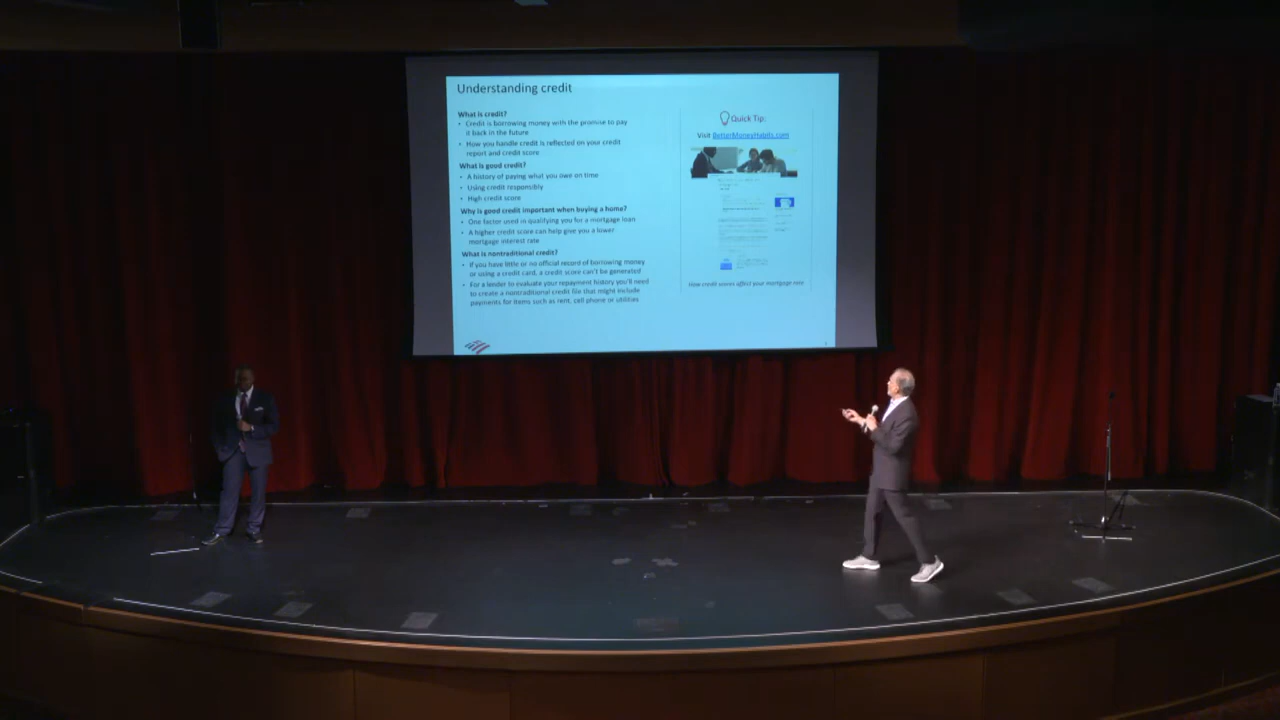 Understanding credit
What is credit?
• Credit is borrowing money with the promise to pay
it back in the future
• How you handle credit is reflected on your credit
report and credit score
What is good credit?
• A history of paying what you owe on time
• Using credit responsibly
• High credit score
Why is good credit important when buying a home?
• One factor used in qualifying you for a mortgage loan
• A higher credit score can help give you a lower
mortgage interest rate
What is nontraditional credit?
• If you have little or no official record of borrowing money
or using a credit card, a credit score can't be generated
• For a lender to evaluate your repayment history you'll need
to create a nontraditional credit file that might include
payments for items such as rent, cell phone or utilities
Quick Tip:
Visit BetterMoneyHabits.com
How credit scores affect your mortgage rate